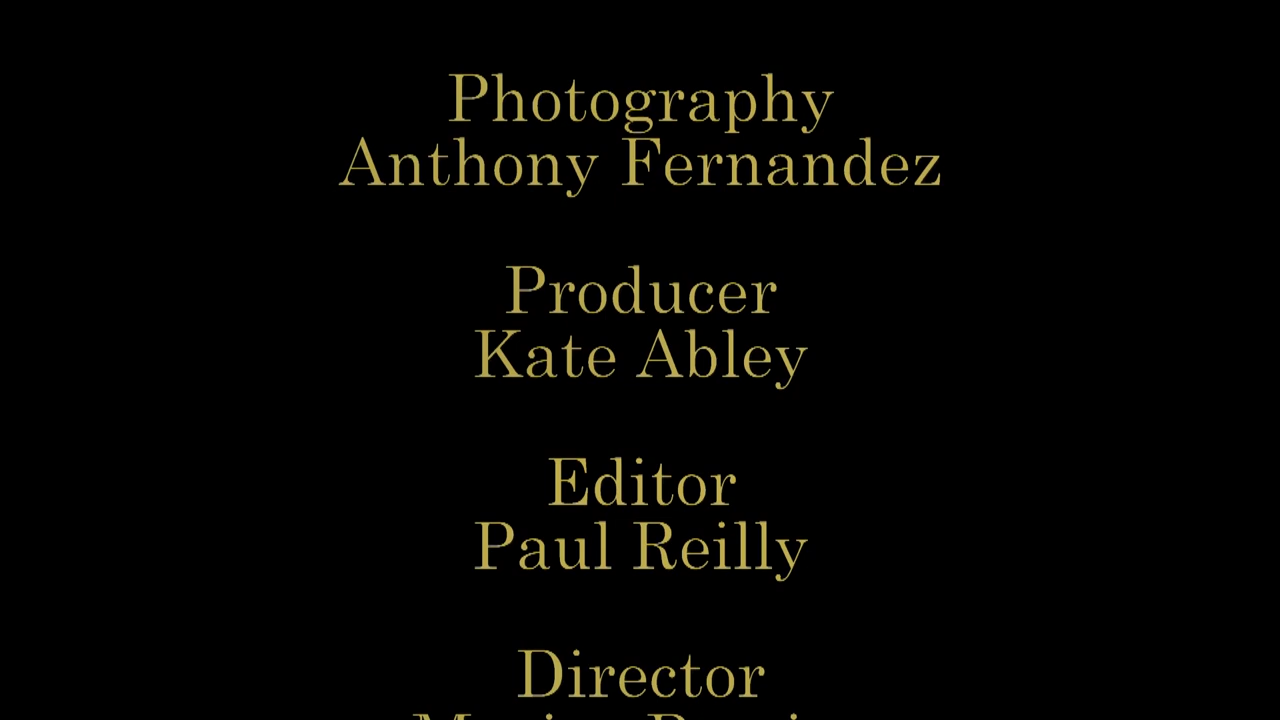 Photography
Anthony Fernandez
Producer
Kate Abley
Editor
Paul Reilly
Director